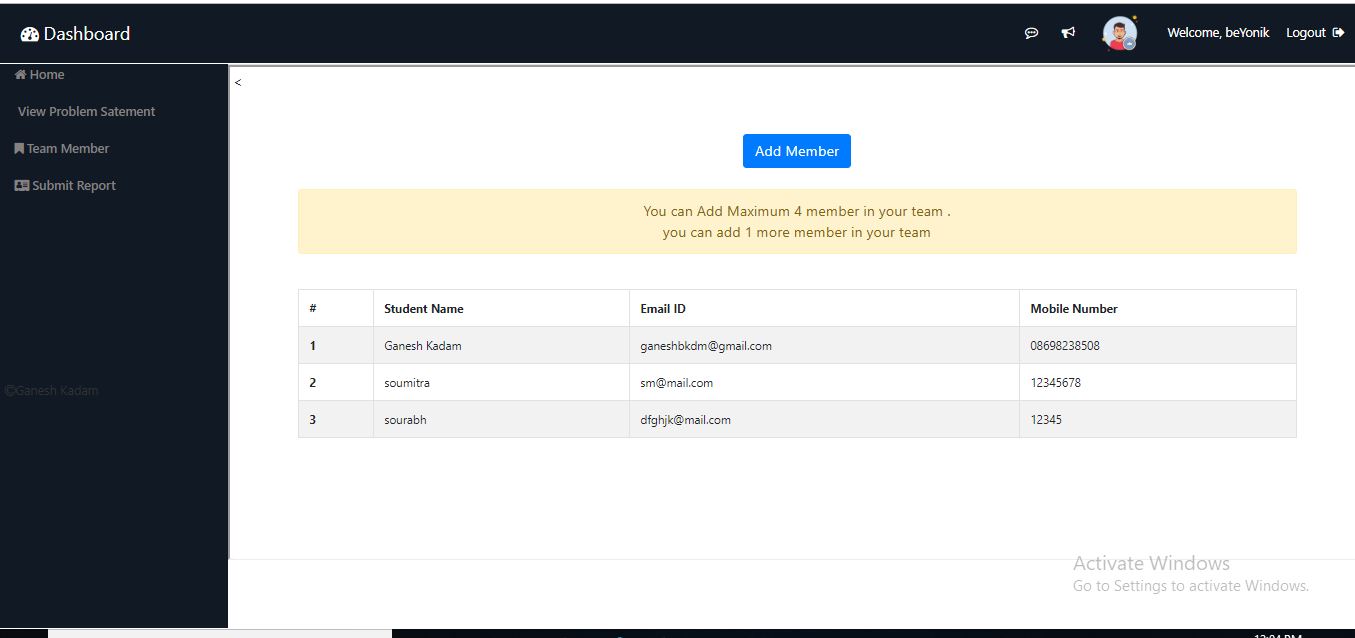 Dashboard
Welcome, beYonik
Logout
Home
View Problem Satement
Team Member
Submit Report
©Ganesh Kadam
<
Add Member
You can Add Maximum 4 member in your team .
you can add 1 more member in your team
# Student Name Email ID Mobile Number
1 Ganesh Kadam ganeshbkdm@gmail.com 08698238508
2 soumitra sm@mail.com 12345678
3 sourabh dfghjk@mail.com 12345
Activate Windows
Go to Settings to activate Windows.